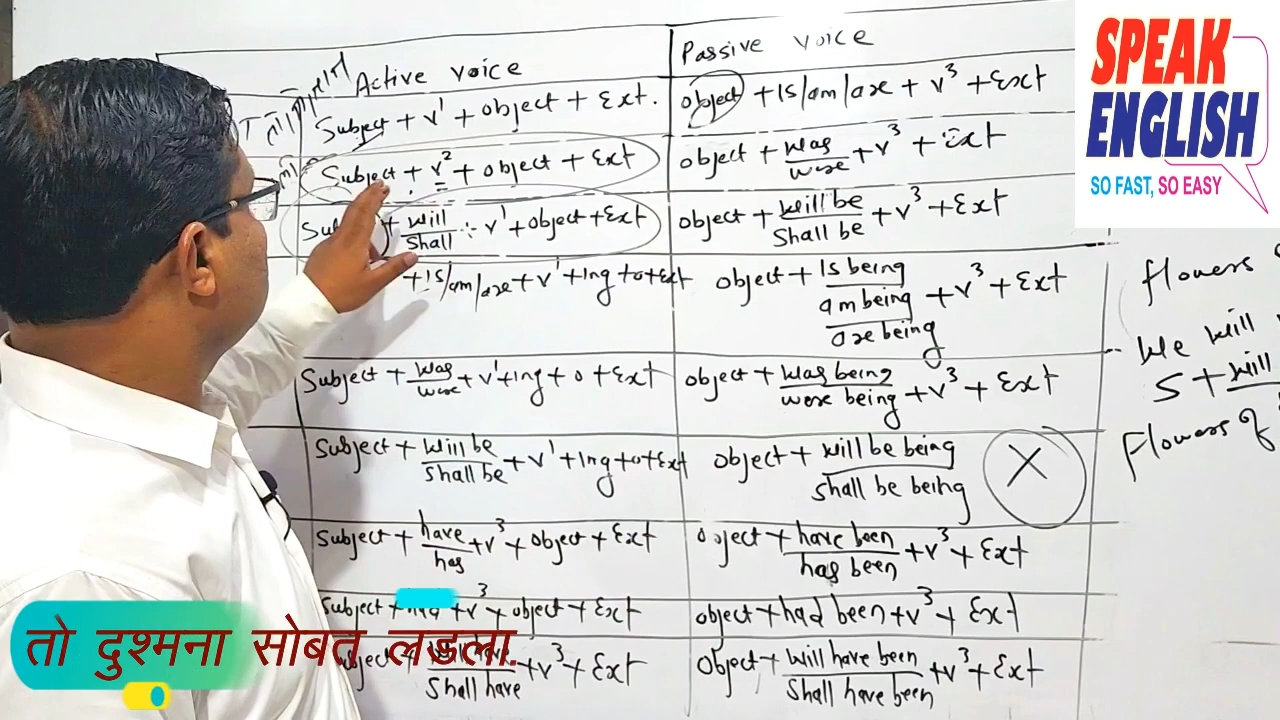 Active voice
Passive voice
Subject + v¹ + object + Ext.
object + Is/am/are + v³ + Ext
Subject + v² + object + Ext
object + was/were + v³ + Ext
+ will/shall ÷ v¹ + object + Ext
object + will be/shall be + v³ + Ext
+ Is/am/are + v¹ + Ing + o + Ext
object + Is being/am being/are being + v³ + Ext
Subject + was/were + v¹ + Ing + o + Ext
object + was being/were being + v³ + Ext
Subject + will be/shall be + v¹ + Ing + o + Ext
object + will be being/shall be being X
Subject + have/has + v³ + object + Ext
object + have been/has been + v³ + Ext
Subject + had + v³ + object + Ext
object + had been + v³ + Ext
will have/shall have + v³ + Ext
object + will have been/shall have been + v³ + Ext
flowers
We will
S + will
Flowers of
SPEAK
ENGLISH
SO FAST, SO EASY
तो दुश्मना सोबत लडला.